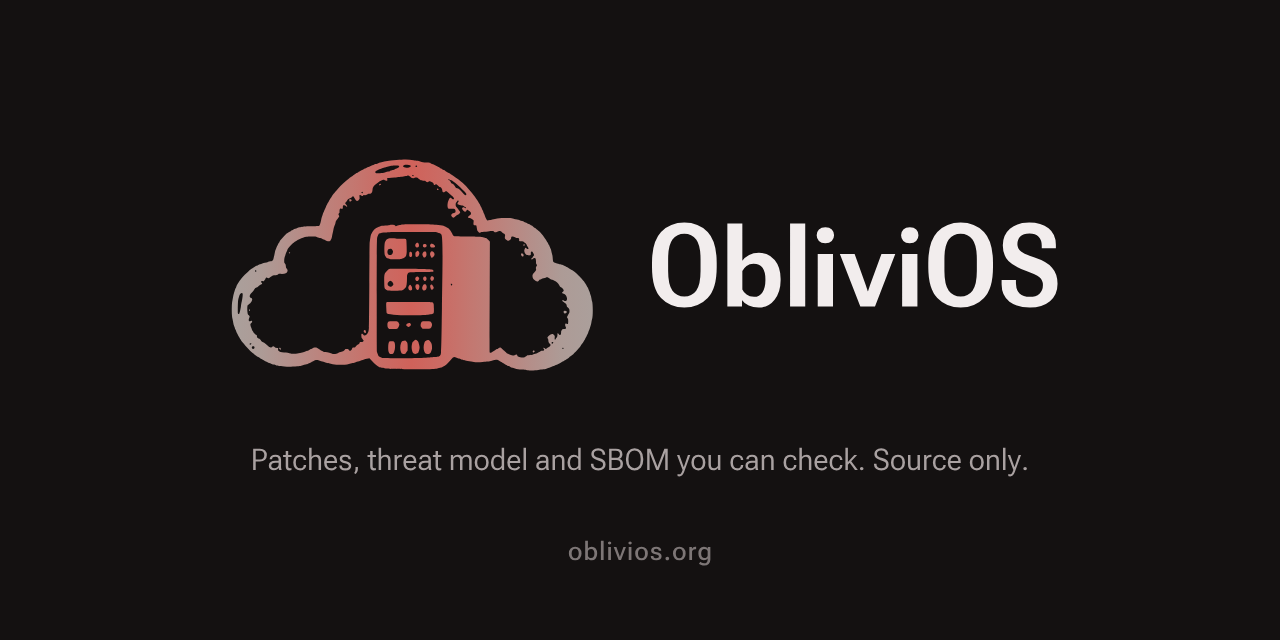 ObliviOS
Patches, threat model and SBOM you can check. Source only.
oblivios.org